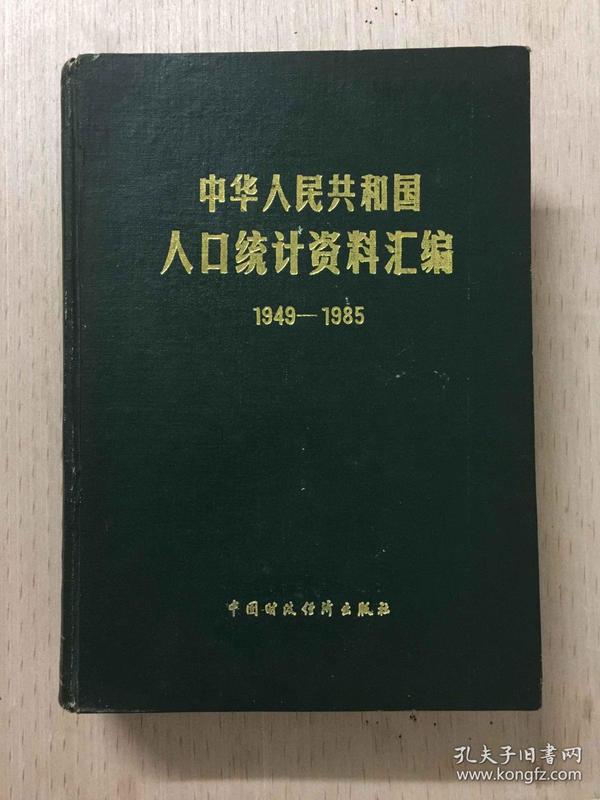 中华人民共和国
人口统计资料汇编
1949—1985
中国财政经济出版社
孔夫子旧书网
www.kongfz.com